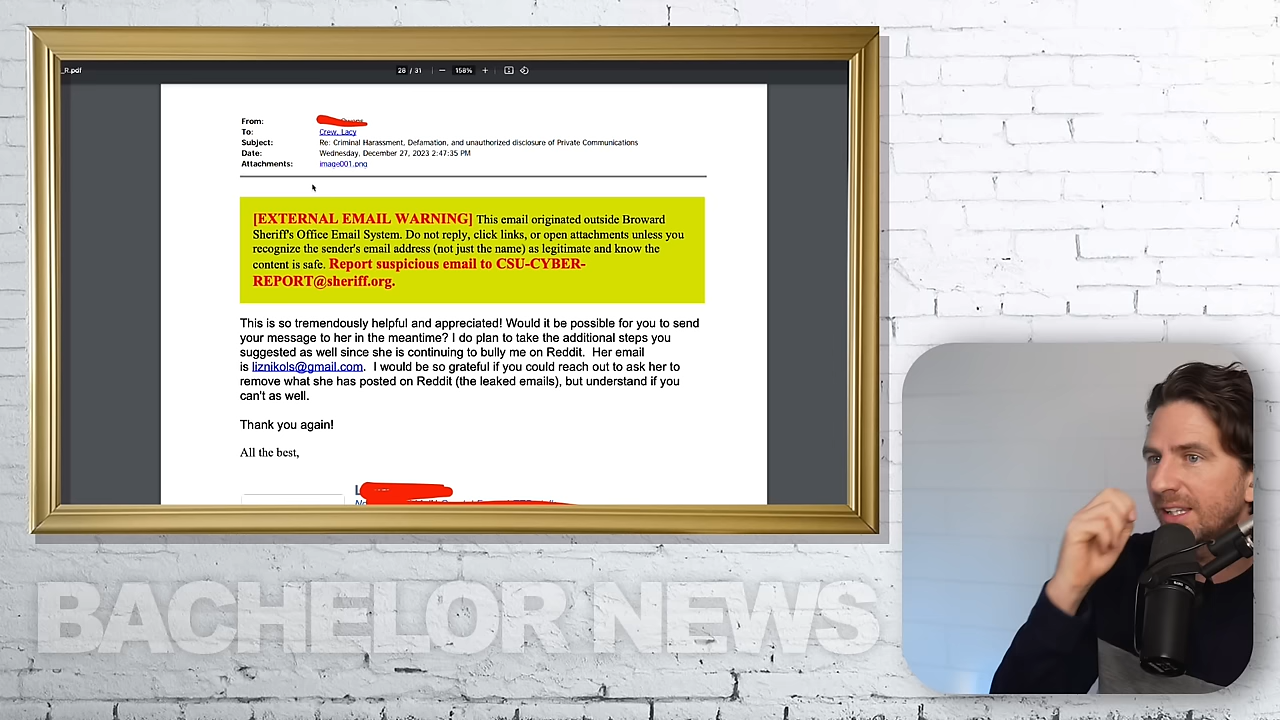 _R.pdf
28 / 31
158%
From:
To: Crew, Lacy
Subject: Re: Criminal Harassment, Defamation, and unauthorized disclosure of Private Communications
Date: Wednesday, December 27, 2023 2:47:35 PM
Attachments: image001.png
[EXTERNAL EMAIL WARNING] This email originated outside Broward
Sheriff's Office Email System. Do not reply, click links, or open attachments unless you
recognize the sender's email address (not just the name) as legitimate and know the
content is safe. Report suspicious email to CSU-CYBER-
REPORT@sheriff.org.
This is so tremendously helpful and appreciated! Would it be possible for you to send
your message to her in the meantime? I do plan to take the additional steps you
suggested as well since she is continuing to bully me on Reddit. Her email
is liznikols@gmail.com. I would be so grateful if you could reach out to ask her to
remove what she has posted on Reddit (the leaked emails), but understand if you
can't as well.
Thank you again!
All the best,
BACHELOR NEWS